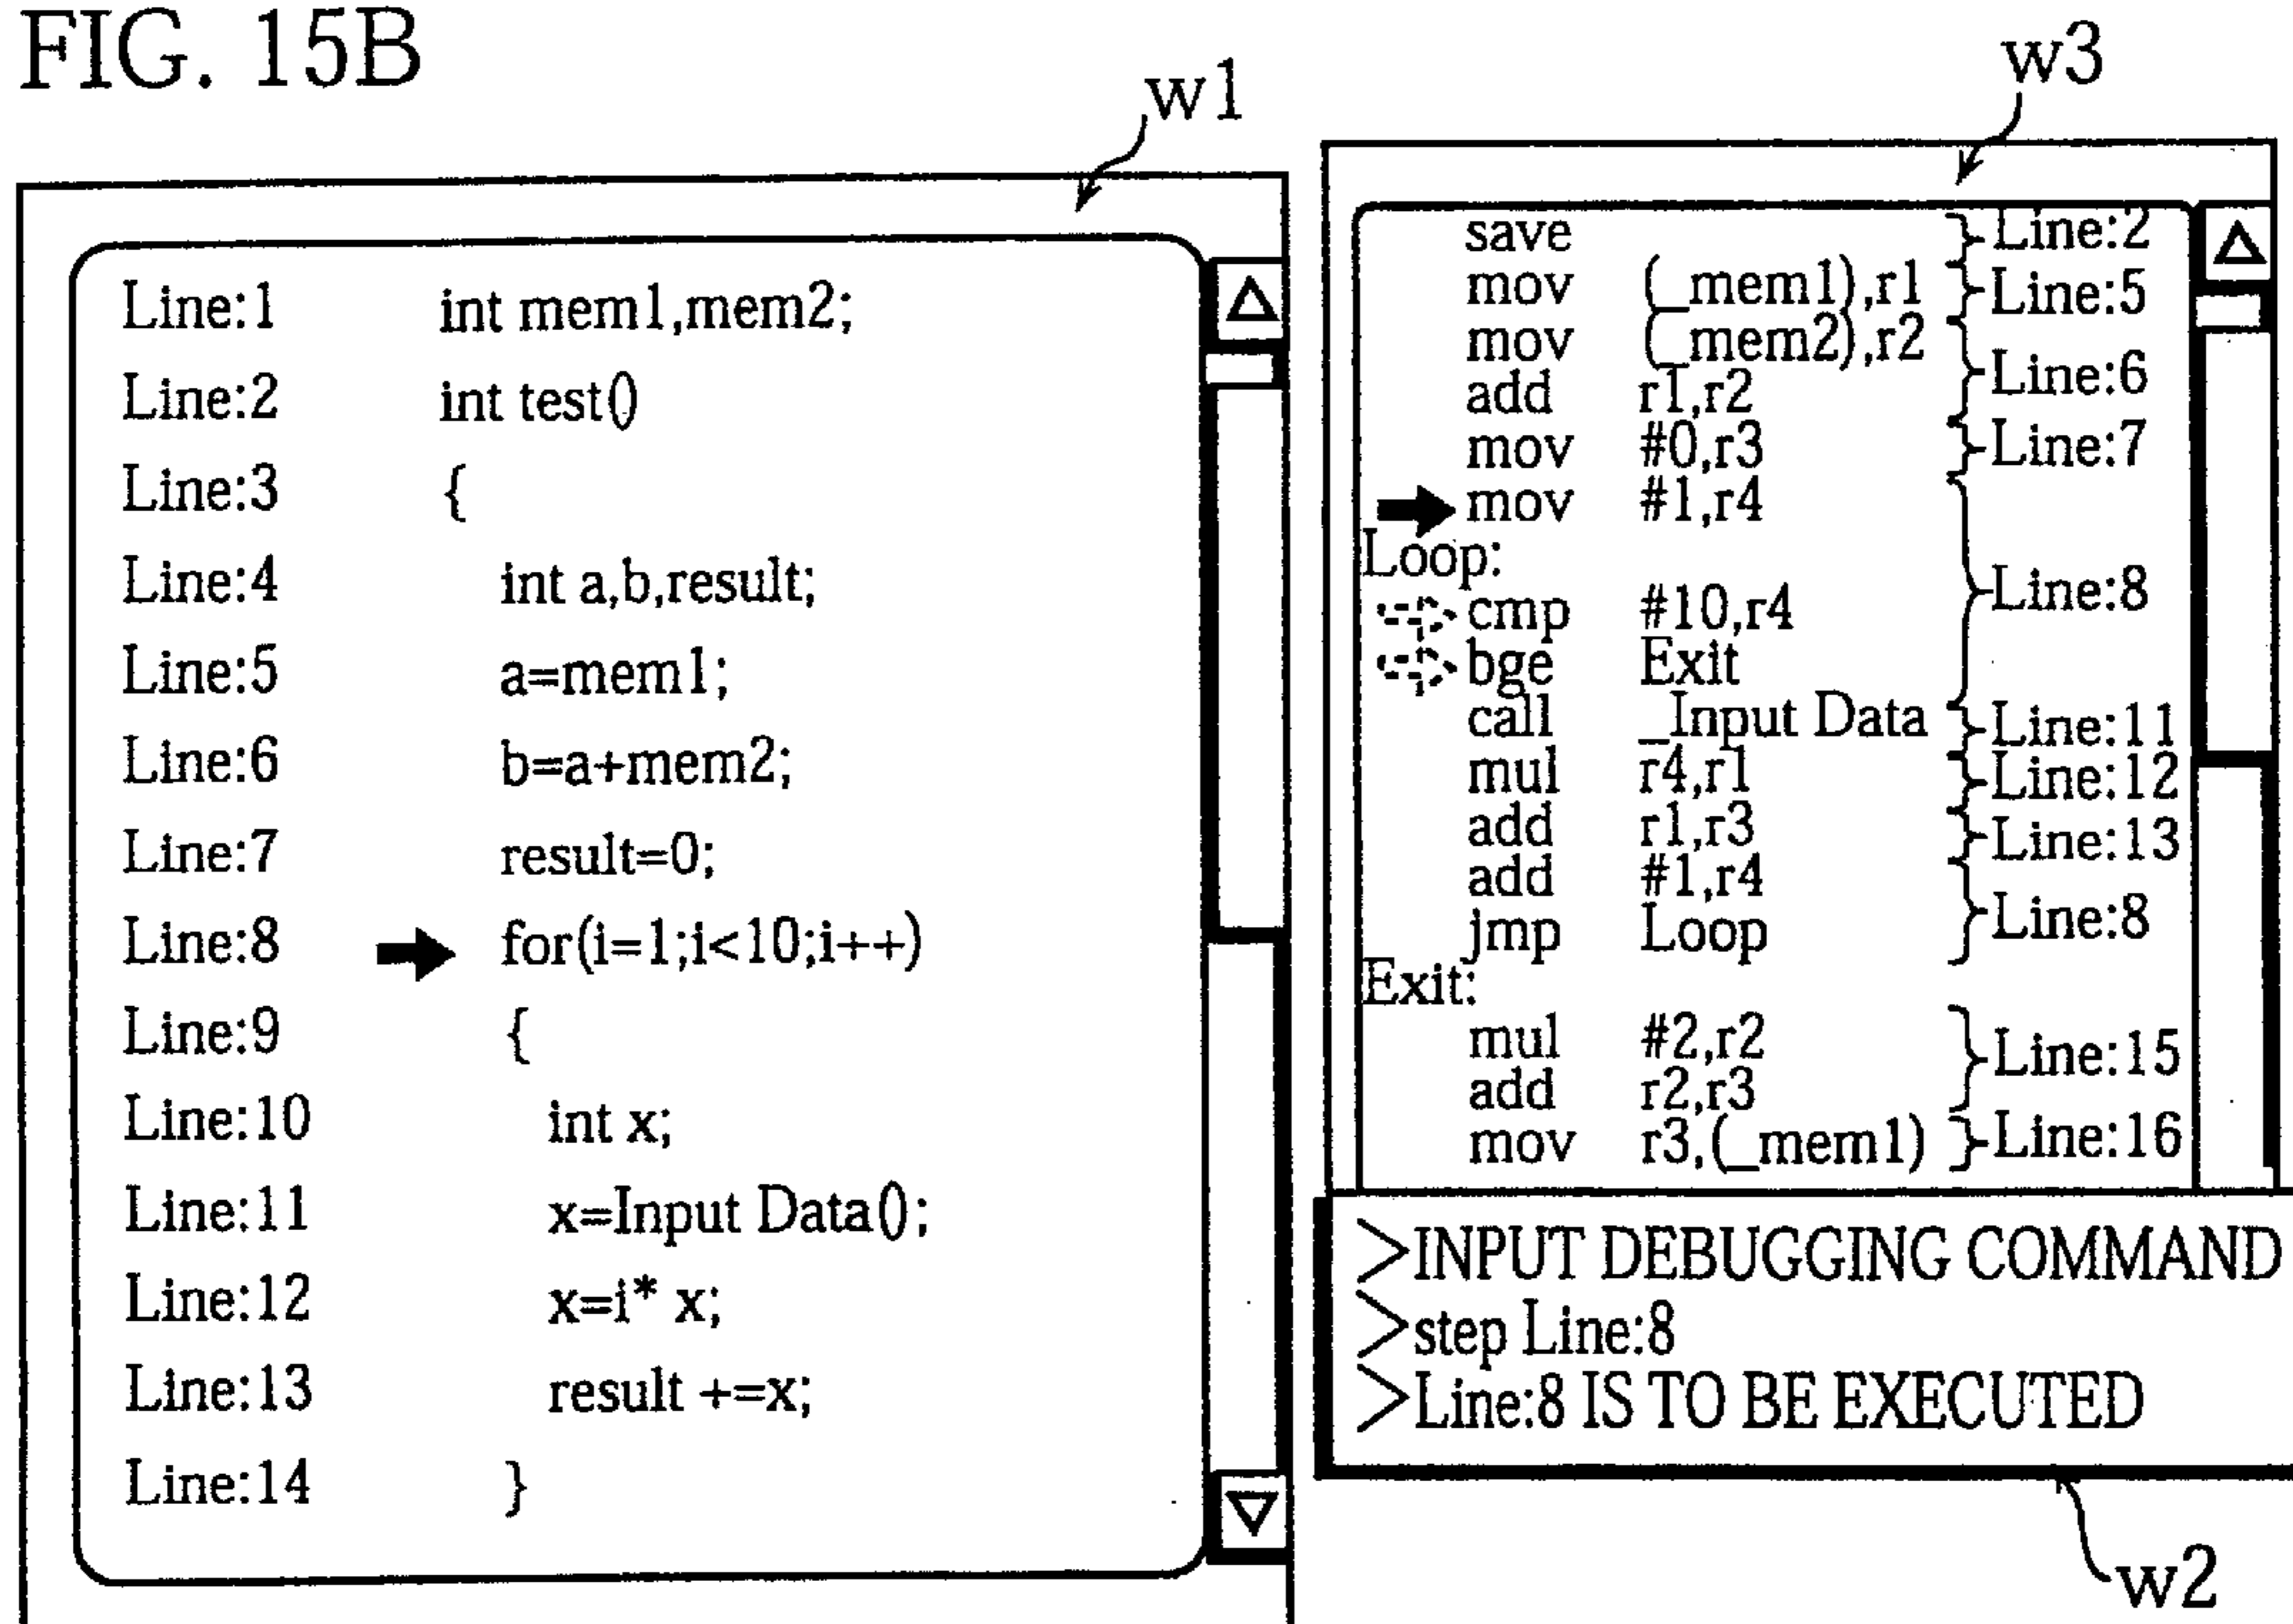 FIG. 15B
w1
Line:1 int mem1,mem2;
Line:2 int test()
Line:3 {
Line:4 int a,b,result;
Line:5 a=mem1;
Line:6 b=a+mem2;
Line:7 result=0;
Line:8 for(i=1;i<10;i++)
Line:9 {
Line:10 int x;
Line:11 x=Input Data();
Line:12 x=i* x;
Line:13 result +=x;
Line:14 }
w3
save Line:2
mov (_mem1),r1 Line:5
mov (_mem2),r2
add r1,r2 Line:6
mov #0,r3 Line:7
mov #1,r4
Loop:
cmp #10,r4 Line:8
bge Exit
call _Input Data Line:11
mul r4,r1 Line:12
add r1,r3 Line:13
add #1,r4
jmp Loop Line:8
Exit:
mul #2,r2 Line:15
add r2,r3
mov r3,(_mem1) Line:16
>INPUT DEBUGGING COMMAND
>step Line:8
>Line:8 IS TO BE EXECUTED
w2